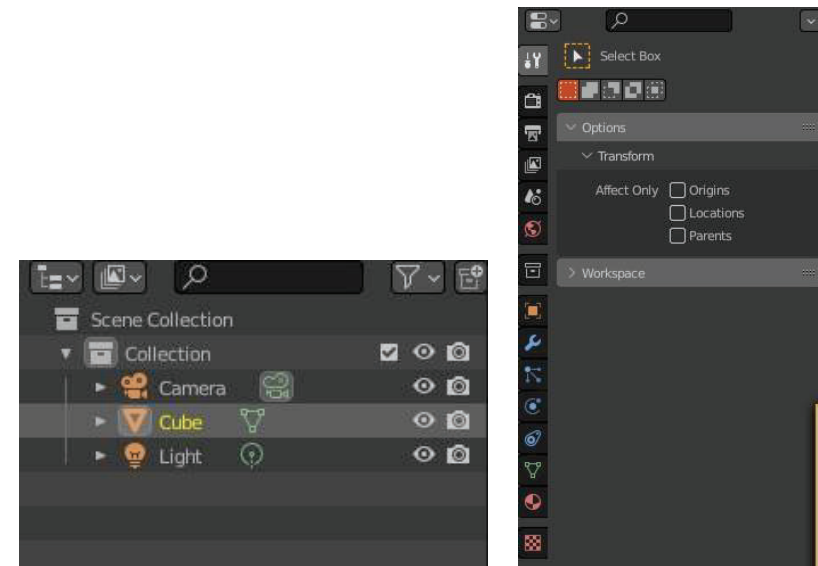 Scene Collection
Collection
Camera
Cube
Light
Select Box
Options
Transform
Affect Only Origins
Locations
Parents
Workspace